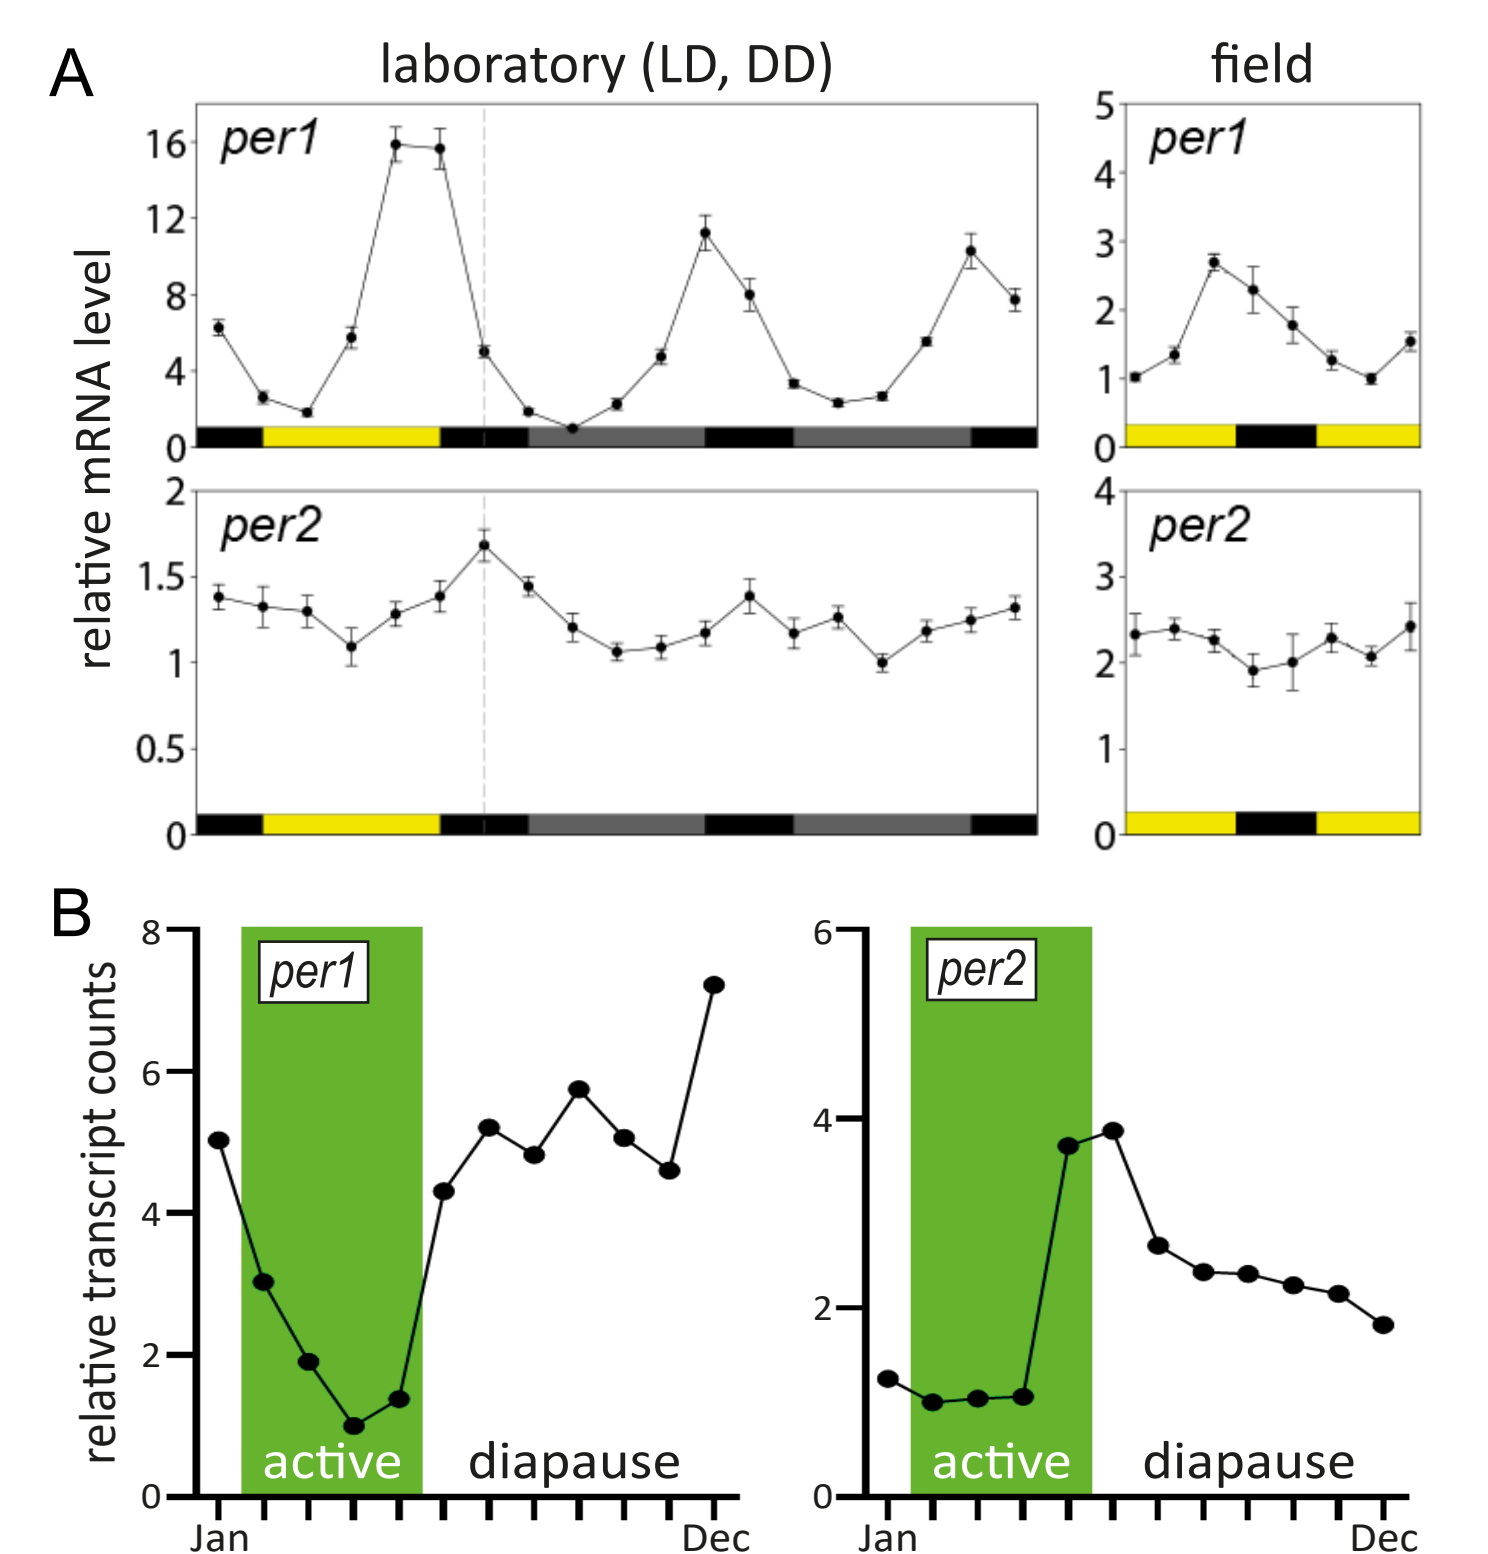 A
laboratory (LD, DD)
field
relative mRNA level
per1
16
12
8
4
0
per1
5
4
3
2
1
0
per2
2
1.5
1
0.5
0
per2
4
3
2
1
0
B
relative transcript counts
per1
8
6
4
2
0
active
diapause
Jan
Dec
per2
6
4
2
0
active
diapause
Jan
Dec